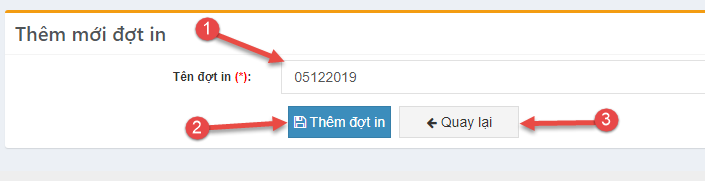 Thêm mới đợt in
1
Tên đợt in (*): 05122019
2 Thêm đợt in Quay lại 3